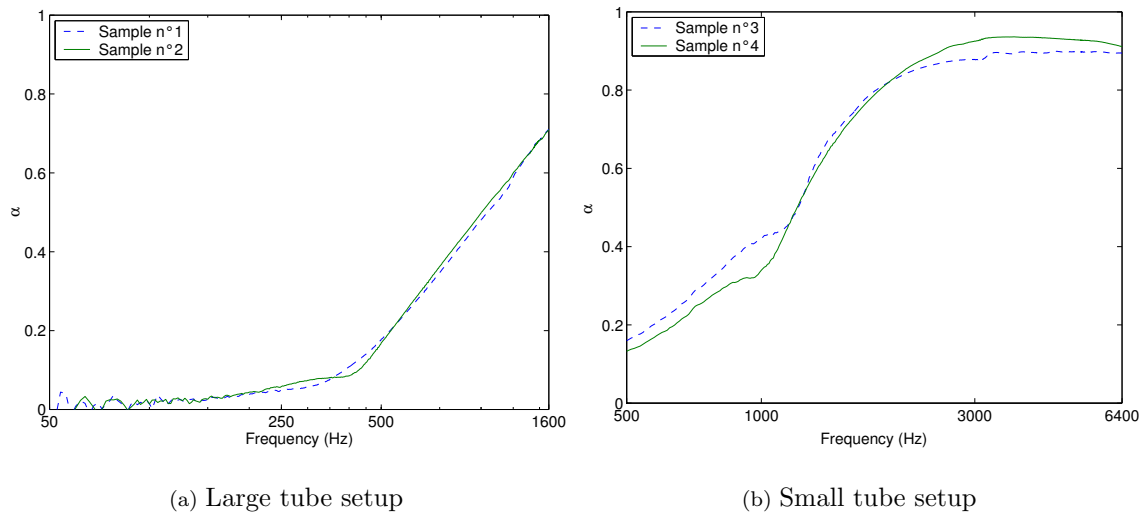 Sample n°1
Sample n°2
1
0.8
0.6
0.4
0.2
0
α
50
250
500
1600
Frequency (Hz)
(a) Large tube setup
Sample n°3
Sample n°4
1
0.8
0.6
0.4
0.2
0
α
500
1000
3000
6400
Frequency (Hz)
(b) Small tube setup